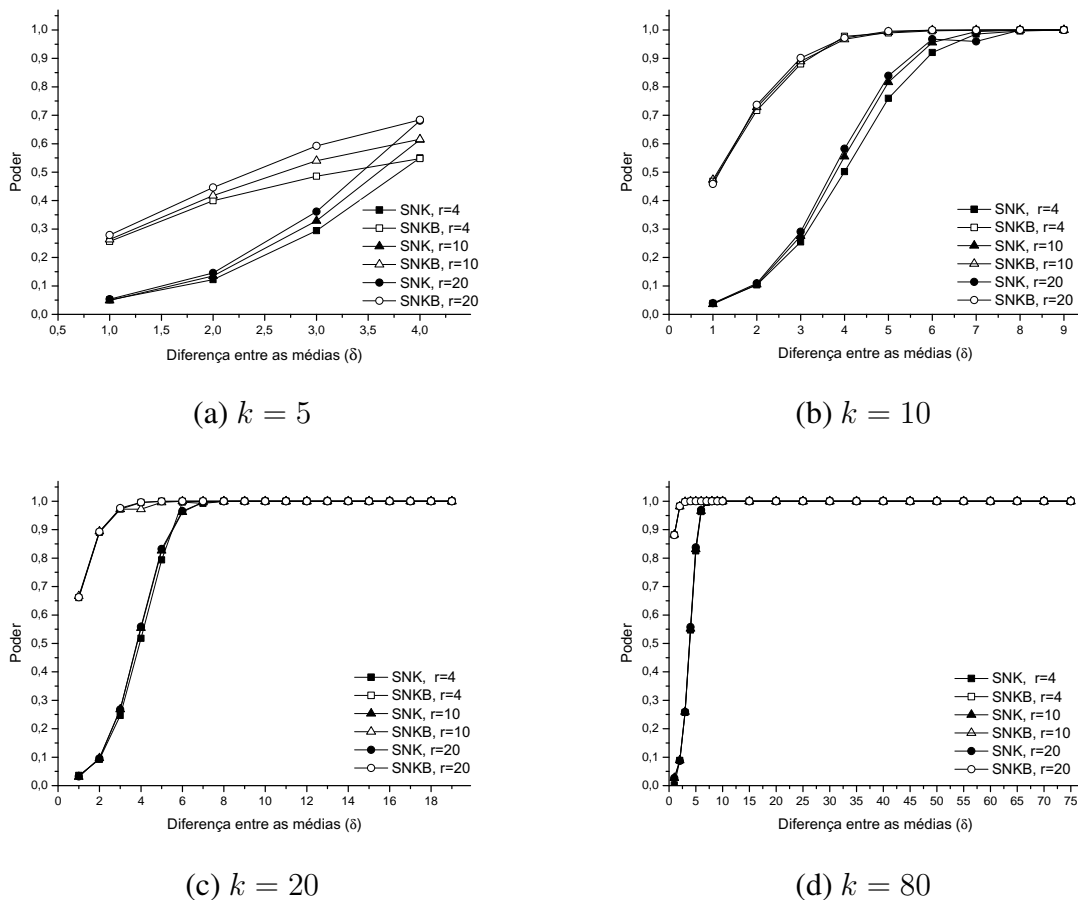 1,0
0,9
0,8
0,7
0,6
0,5
0,4
0,3
0,2
0,1
0,0
Poder
SNK, r=4
SNKB, r=4
SNK, r=10
SNKB, r=10
SNK, r=20
SNKB, r=20
0,5 1,0 1,5 2,0 2,5 3,0 3,5 4,0
Diferença entre as médias (δ)
(a) k = 5
1,0
0,9
0,8
0,7
0,6
0,5
0,4
0,3
0,2
0,1
0,0
Poder
SNK, r=4
SNKB, r=4
SNK, r=10
SNKB, r=10
SNK, r=20
SNKB, r=20
0 1 2 3 4 5 6 7 8 9
Diferença entre as médias (δ)
(b) k = 10
1,0
0,9
0,8
0,7
0,6
0,5
0,4
0,3
0,2
0,1
0,0
Poder
SNK, r=4
SNKB, r=4
SNK, r=10
SNKB, r=10
SNK, r=20
SNKB, r=20
0 2 4 6 8 10 12 14 16 18
Diferença entre as médias (δ)
(c) k = 20
1,0
0,9
0,8
0,7
0,6
0,5
0,4
0,3
0,2
0,1
0,0
Poder
SNK, r=4
SNKB, r=4
SNK, r=10
SNKB, r=10
SNK, r=20
SNKB, r=20
0 5 10 15 20 25 30 35 40 45 50 55 60 65 70 75
Diferença entre as médias (δ)
(d) k = 80